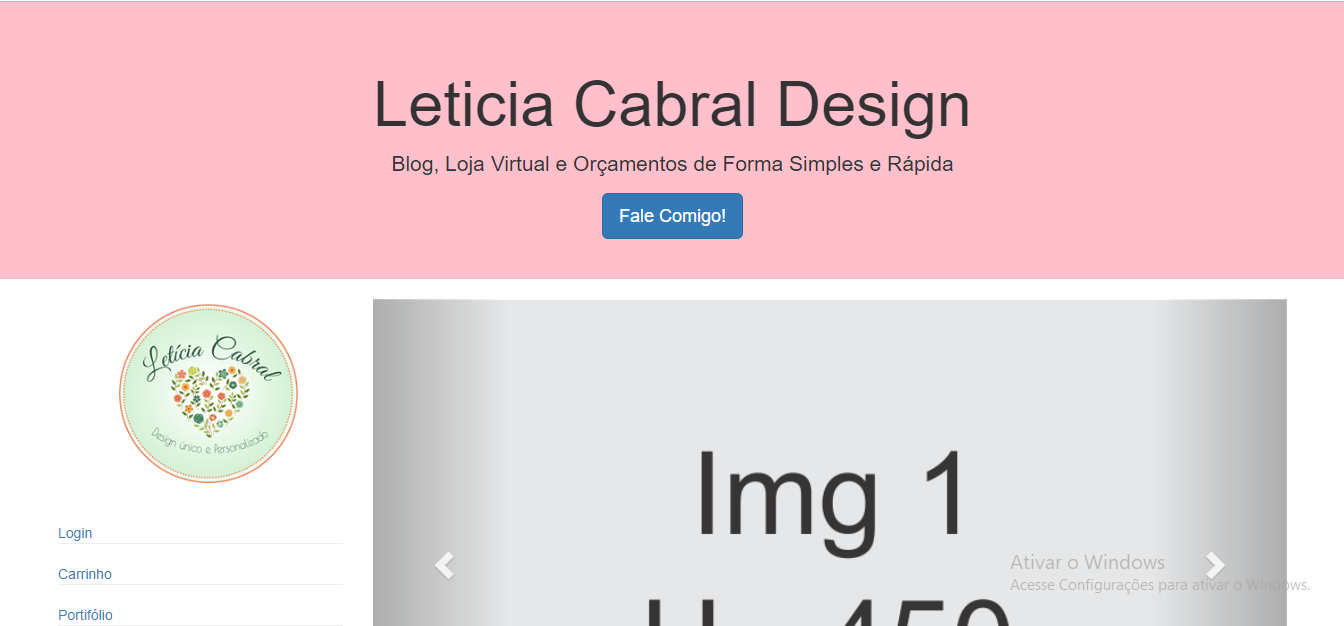 Leticia Cabral Design
Blog, Loja Virtual e Orçamentos de Forma Simples e Rápida
Fale Comigo!
Letícia Cabral
Design único e Personalizado
Login
Carrinho
Portifólio
Img 1
Ativar o Windows
Acesse Configurações para ativar o Windows.